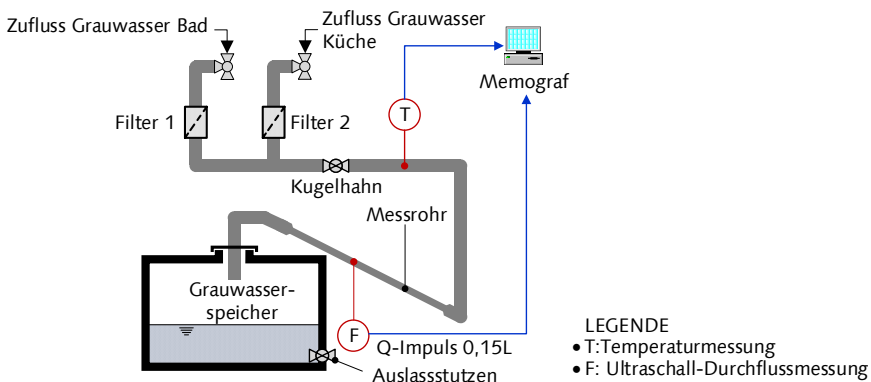 Zufluss Grauwasser Bad
Zufluss Grauwasser
Küche
Memograf
Filter 1
Filter 2
T
Kugelhahn
Messrohr
Grauwasser-
speicher
F
Q-Impuls 0,15L
Auslassstutzen
LEGENDE
• T:Temperaturmessung
• F: Ultraschall-Durchflussmessung